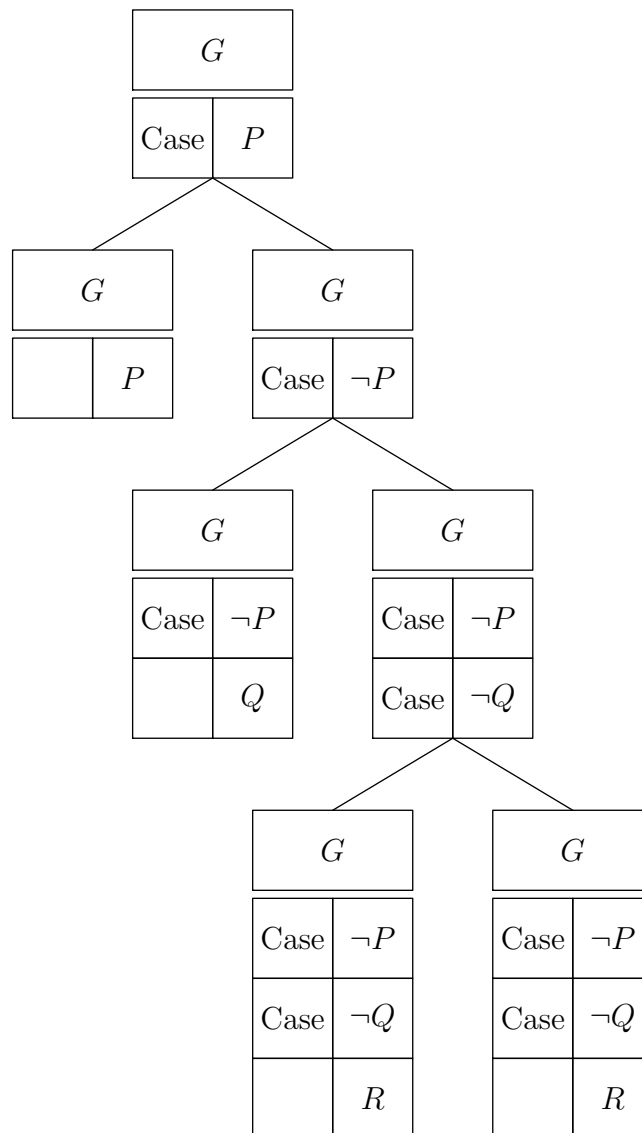 G
Case P
G G
P Case ¬P
G G
Case ¬P Case ¬P
Q Case ¬Q
G G
Case ¬P Case ¬P
Case ¬Q Case ¬Q
R R